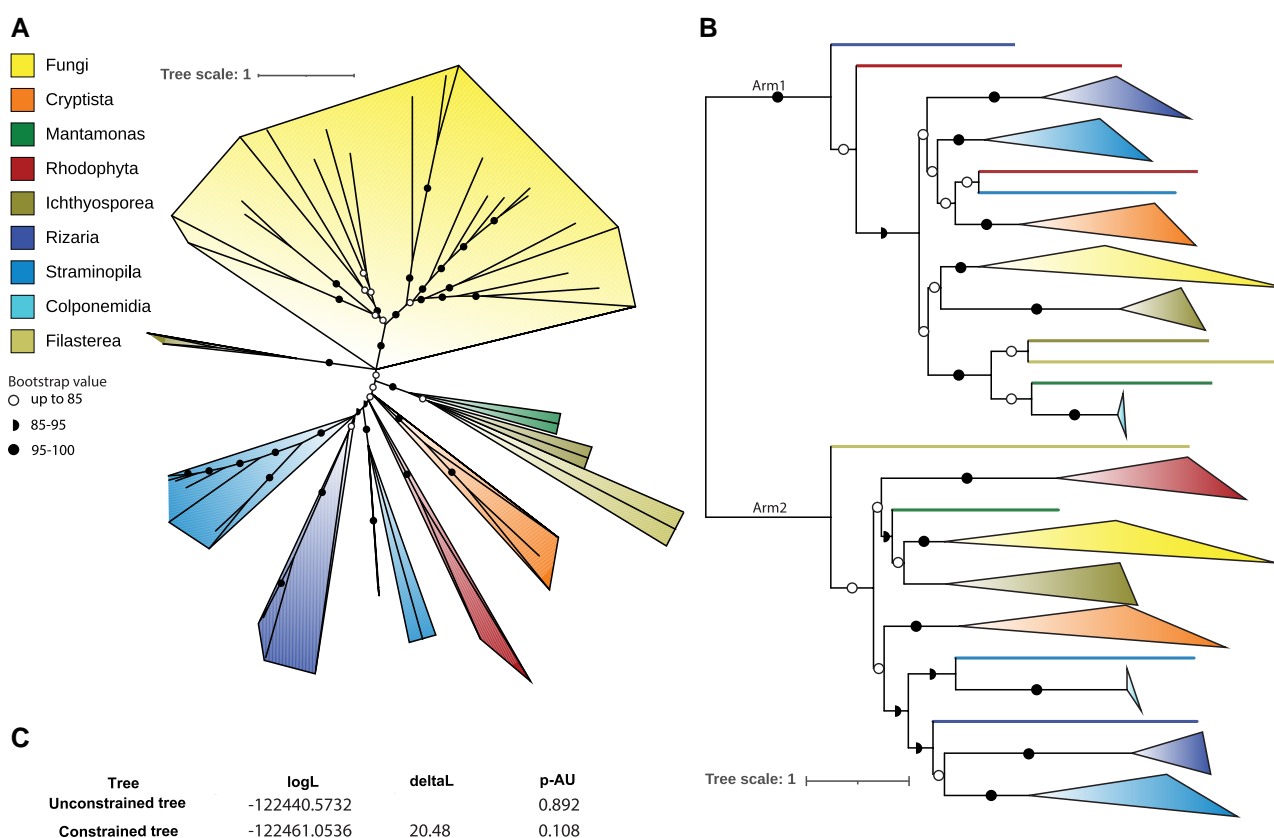 A
Fungi
Cryptista
Mantamonas
Rhodophyta
Ichthyosporea
Rizaria
Straminopila
Colponemidia
Filasterea
Bootstrap value
up to 85
85-95
95-100
Tree scale: 1
B
Arm1
Arm2
Tree scale: 1
C
Tree logL deltaL p-AU
Unconstrained tree -122440.5732 0.892
Constrained tree -122461.0536 20.48 0.108